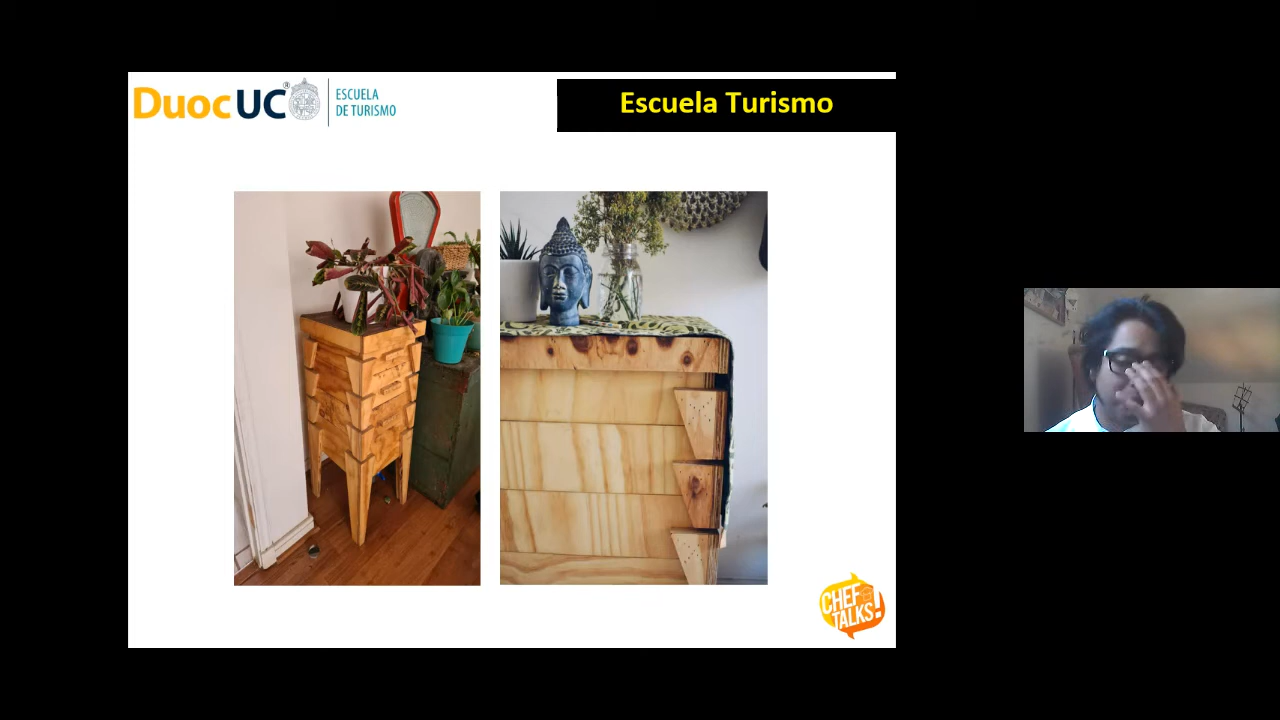 Duoc UC®
ESCUELA
DE TURISMO
Escuela Turismo
CHEF
TALKS!